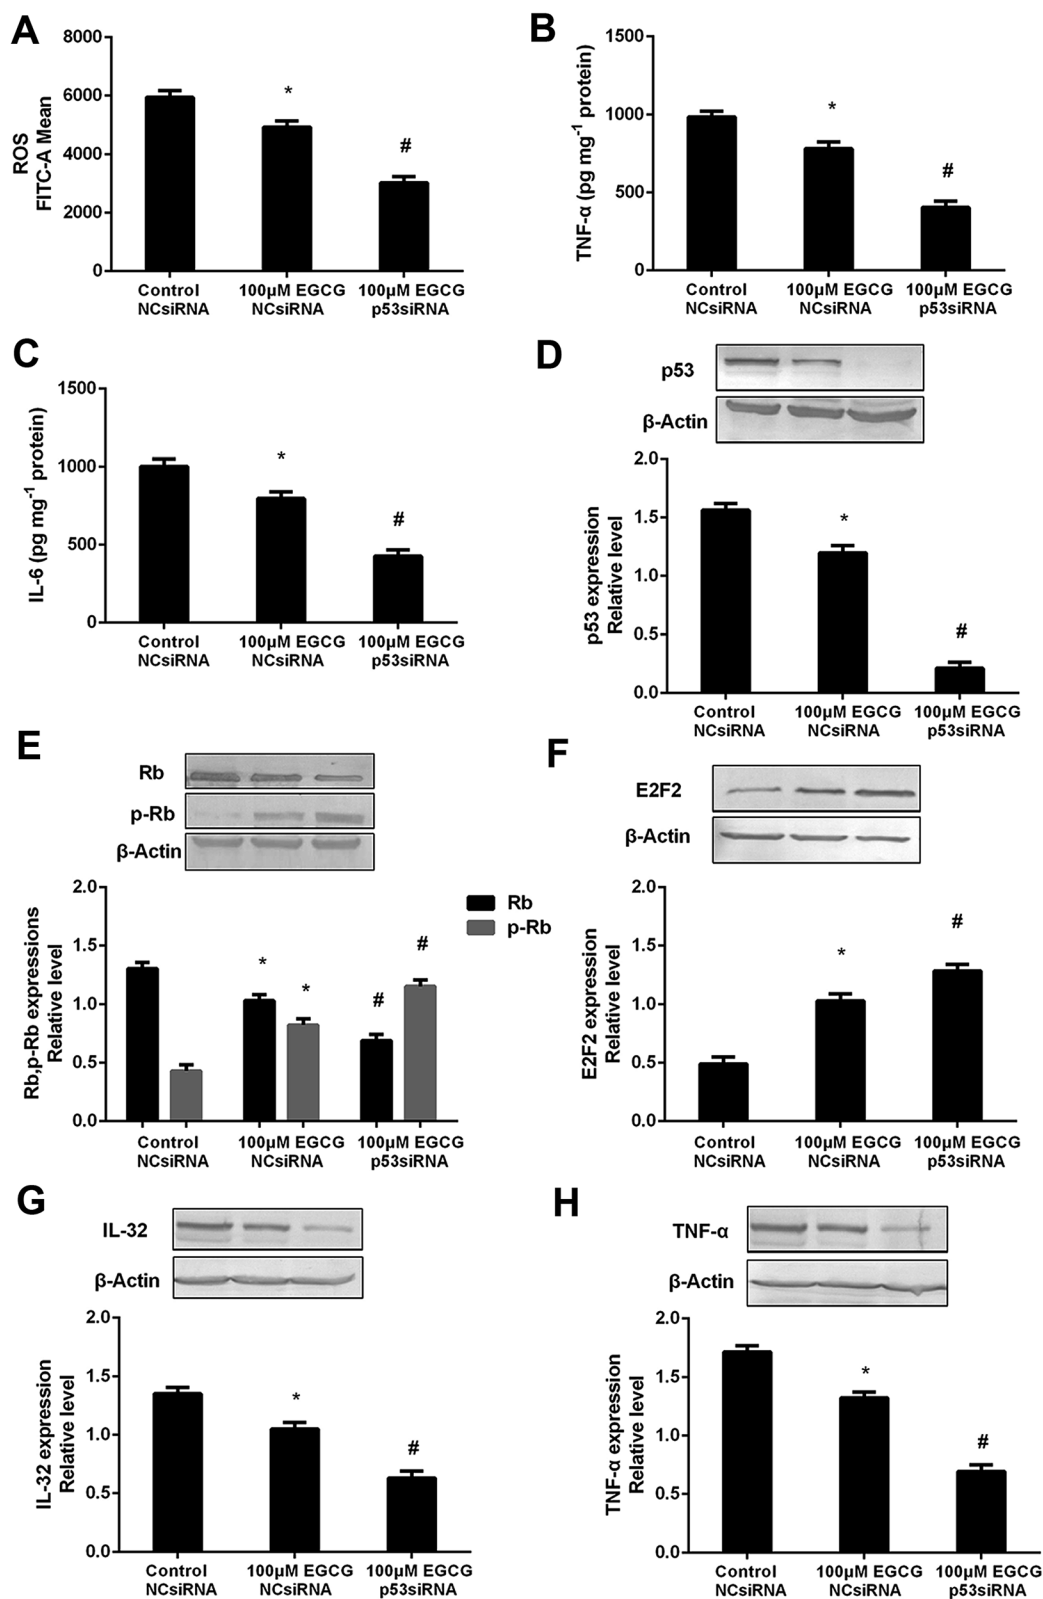 A
8000
6000
4000
2000
0
ROS
FITC-A Mean
*
#
Control
NCsiRNA
100μM EGCG
NCsiRNA
100μM EGCG
p53siRNA
B
1500
1000
500
0
TNF-α (pg mg-1 protein)
*
#
Control
NCsiRNA
100μM EGCG
NCsiRNA
100μM EGCG
p53siRNA
C
1500
1000
500
0
IL-6 (pg mg-1 protein)
*
#
Control
NCsiRNA
100μM EGCG
NCsiRNA
100μM EGCG
p53siRNA
D
p53
β-Actin
2.0
1.5
1.0
0.5
0.0
p53 expression
Relative level
*
#
Control
NCsiRNA
100μM EGCG
NCsiRNA
100μM EGCG
p53siRNA
E
Rb
p-Rb
β-Actin
2.0
1.5
1.0
0.5
0.0
Rb,p-Rb expressions
Relative level
*
*
#
#
Rb
p-Rb
Control
NCsiRNA
100μM EGCG
NCsiRNA
100μM EGCG
p53siRNA
F
E2F2
β-Actin
2.0
1.5
1.0
0.5
0.0
E2F2 expression
Relative level
*
#
Control
NCsiRNA
100μM EGCG
NCsiRNA
100μM EGCG
p53siRNA
G
IL-32
β-Actin
2.0
1.5
1.0
0.5
0.0
IL-32 expression
Relative level
*
#
Control
NCsiRNA
100μM EGCG
NCsiRNA
100μM EGCG
p53siRNA
H
TNF-α
β-Actin
2.0
1.5
1.0
0.5
0.0
TNF-α expression
Relative level
*
#
Control
NCsiRNA
100μM EGCG
NCsiRNA
100μM EGCG
p53siRNA